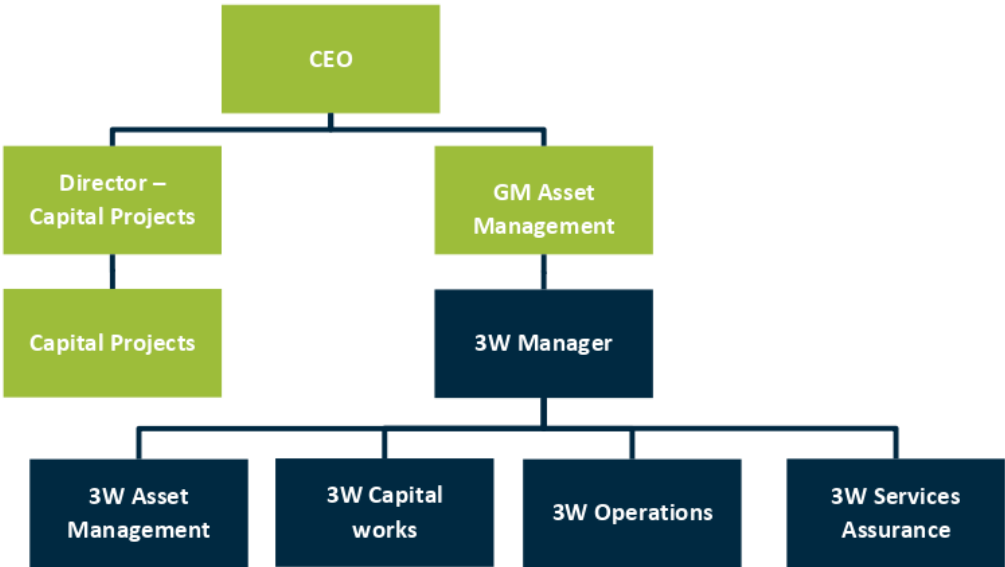 CEO
Director –
Capital Projects
GM Asset
Management
Capital Projects
3W Manager
3W Asset
Management
3W Capital
works
3W Operations
3W Services
Assurance